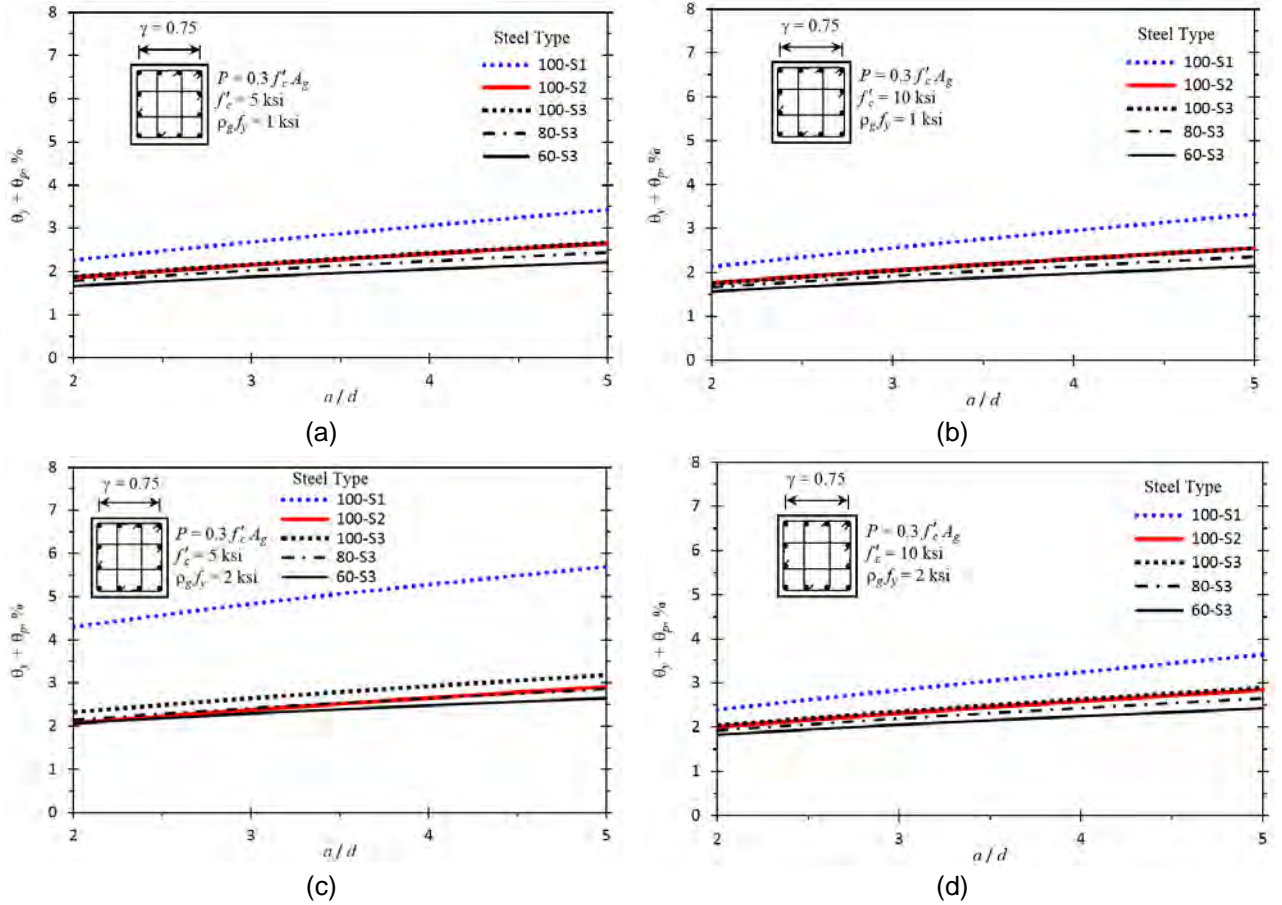 8
7
6
5
4
3
2
1
0
θy + θp, %
γ = 0.75
P = 0.3 f′c Ag
f′c = 5 ksi
ρg fy = 1 ksi
Steel Type
100-S1
100-S2
100-S3
80-S3
60-S3
2 3 4 5
a / d
(a)
8
7
6
5
4
3
2
1
0
θy + θp, %
γ = 0.75
P = 0.3 f′c Ag
f′c = 10 ksi
ρg fy = 1 ksi
Steel Type
100-S1
100-S2
100-S3
80-S3
60-S3
2 3 4 5
a / d
(b)
8
7
6
5
4
3
2
1
0
θy + θp, %
γ = 0.75
P = 0.3 f′c Ag
f′c = 5 ksi
ρg fy = 2 ksi
Steel Type
100-S1
100-S2
100-S3
80-S3
60-S3
2 3 4 5
a / d
(c)
8
7
6
5
4
3
2
1
0
θy + θp, %
γ = 0.75
P = 0.3 f′c Ag
f′c = 10 ksi
ρg fy = 2 ksi
Steel Type
100-S1
100-S2
100-S3
80-S3
60-S3
2 3 4 5
a / d
(d)